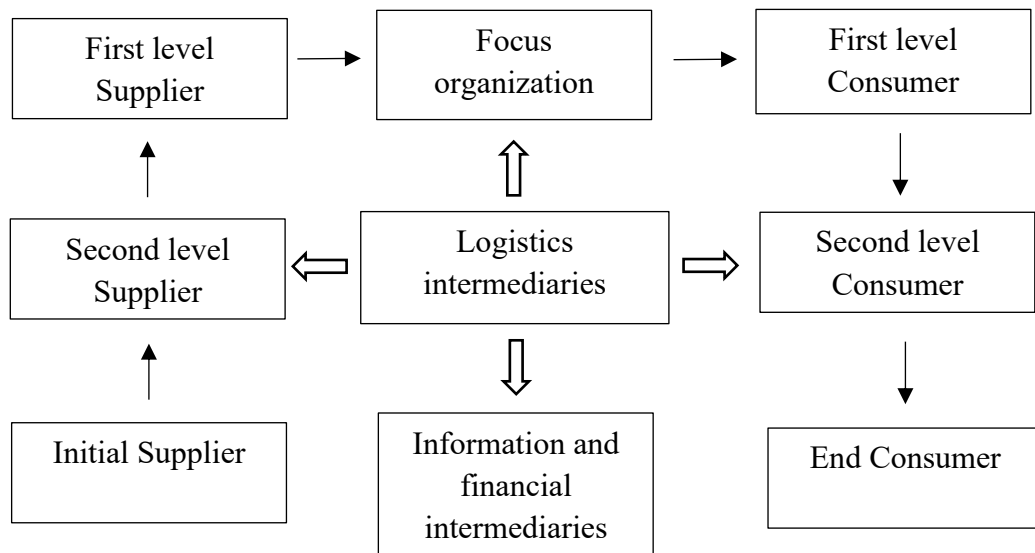 First level
Supplier
Focus
organization
First level
Consumer
Second level
Supplier
Logistics
intermediaries
Second level
Consumer
Initial Supplier
Information and
financial
intermediaries
End Consumer